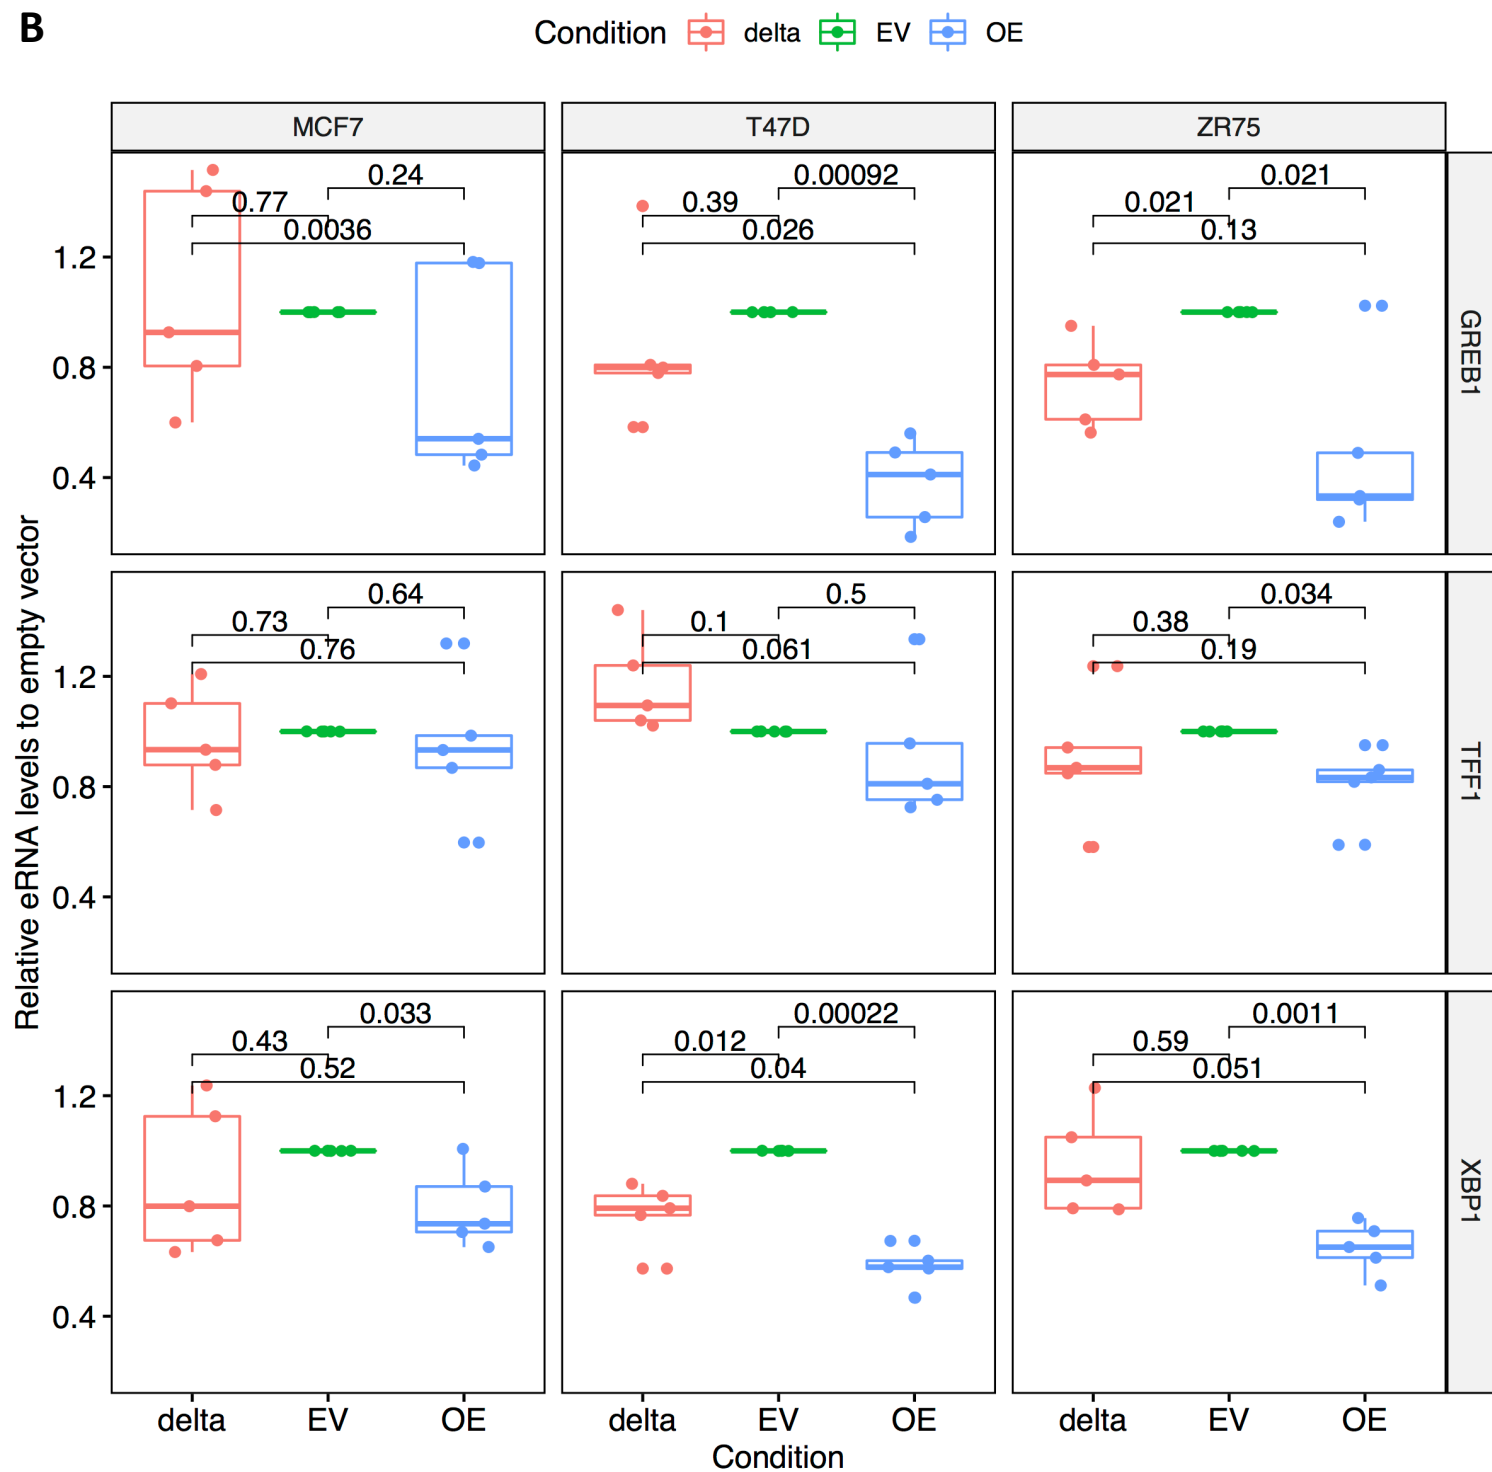 B
Condition delta EV OE
MCF7 T47D ZR75
0.24 0.00092 0.021
0.77 0.39 0.021
0.0036 0.026 0.13
1.2
0.8
0.4
GREB1
0.64 0.5 0.034
0.73 0.1 0.38
0.76 0.061 0.19
1.2
0.8
0.4
TFF1
0.033 0.00022 0.0011
0.43 0.012 0.59
0.52 0.04 0.051
1.2
0.8
0.4
XBP1
Relative eRNA levels to empty vector
delta EV OE delta EV OE delta EV OE
Condition